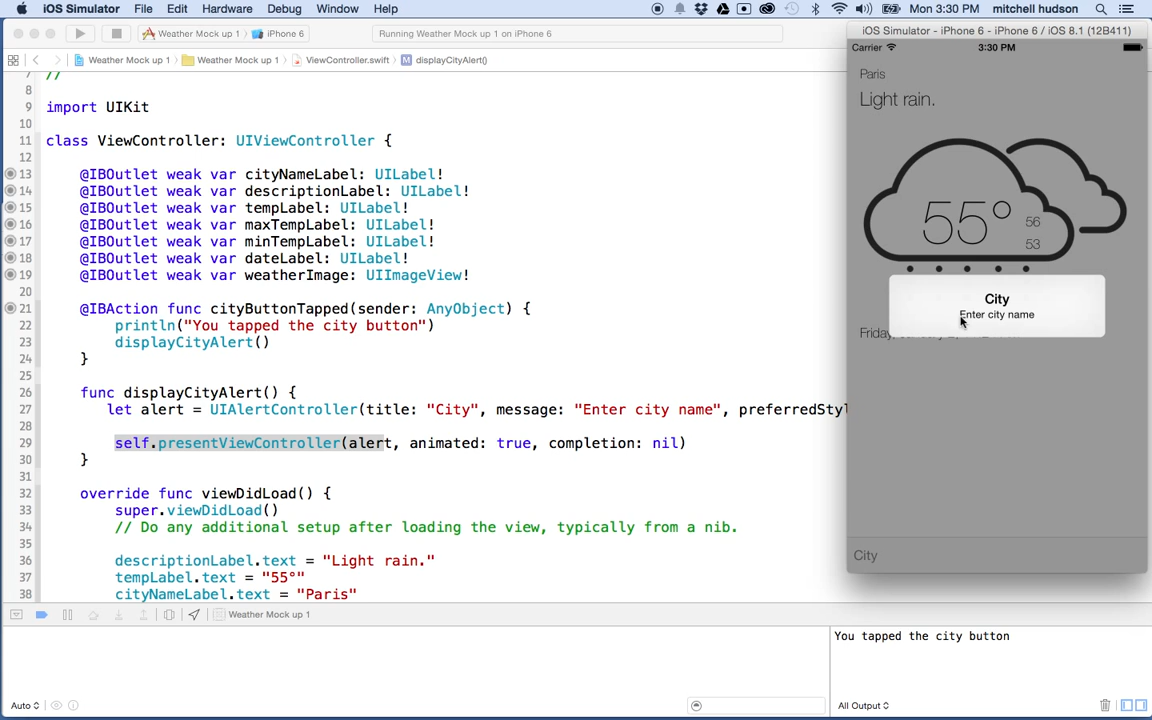 iOS Simulator File Edit Hardware Debug Window Help Mon 3:30 PM mitchell hudson
Weather Mock up 1 iPhone 6 Running Weather Mock up 1 on iPhone 6
iOS Simulator - iPhone 6 - iPhone 6 / iOS 8.1 (12B411)
Weather Mock up 1 Weather Mock up 1 ViewController.swift M displayCityAlert()
7 //
8
9 import UIKit
10
11 class ViewController: UIViewController {
12
13 @IBOutlet weak var cityNameLabel: UILabel!
14 @IBOutlet weak var descriptionLabel: UILabel!
15 @IBOutlet weak var tempLabel: UILabel!
16 @IBOutlet weak var maxTempLabel: UILabel!
17 @IBOutlet weak var minTempLabel: UILabel!
18 @IBOutlet weak var dateLabel: UILabel!
19 @IBOutlet weak var weatherImage: UIImageView!
20
21 @IBAction func cityButtonTapped(sender: AnyObject) {
22 println("You tapped the city button")
23 displayCityAlert()
24 }
25
26 func displayCityAlert() {
27 let alert = UIAlertController(title: "City", message: "Enter city name", preferredStyl
28
29 self.presentViewController(alert, animated: true, completion: nil)
30 }
31
32 override func viewDidLoad() {
33 super.viewDidLoad()
34 // Do any additional setup after loading the view, typically from a nib.
35
36 descriptionLabel.text = "Light rain."
37 tempLabel.text = "55°"
38 cityNameLabel.text = "Paris"
Carrier 3:30 PM
Paris
Light rain.
55° 56
53
City
Enter city name
Friday,
City
Weather Mock up 1
You tapped the city button
Auto All Output